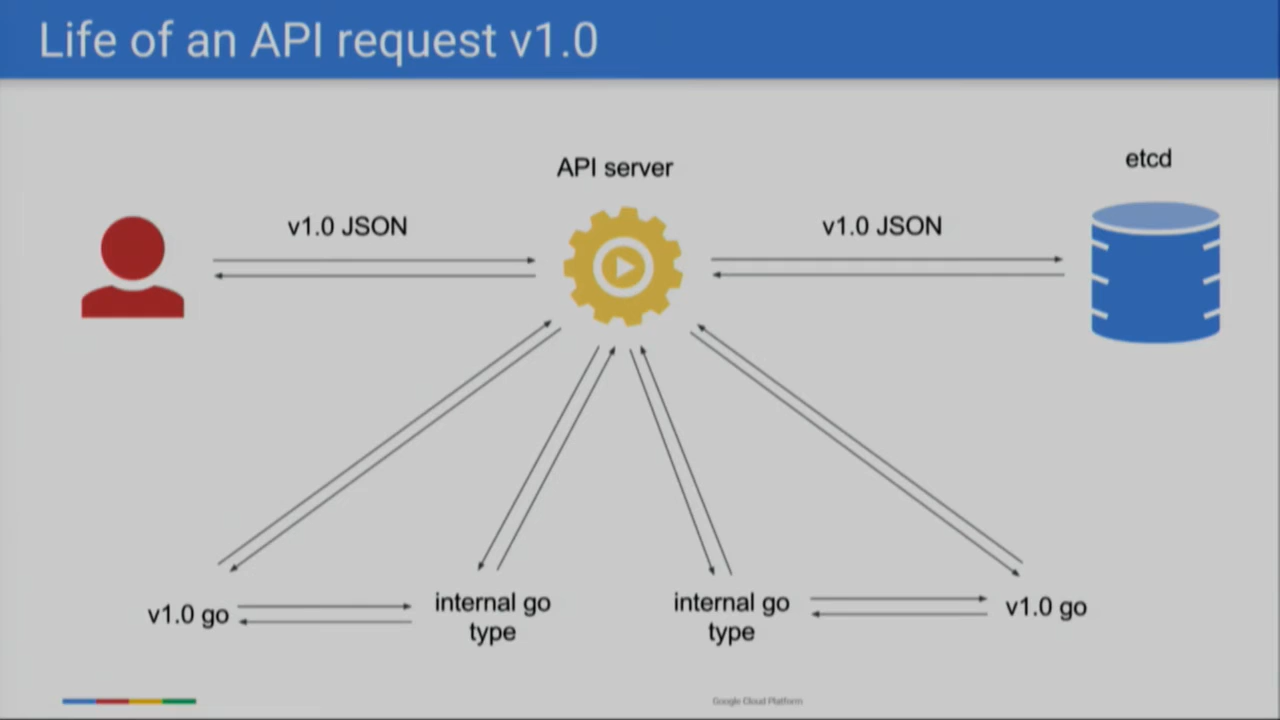 Life of an API request v1.0
API server
etcd
v1.0 JSON
v1.0 JSON
v1.0 go
internal go
type
internal go
type
v1.0 go
Google Cloud Platform